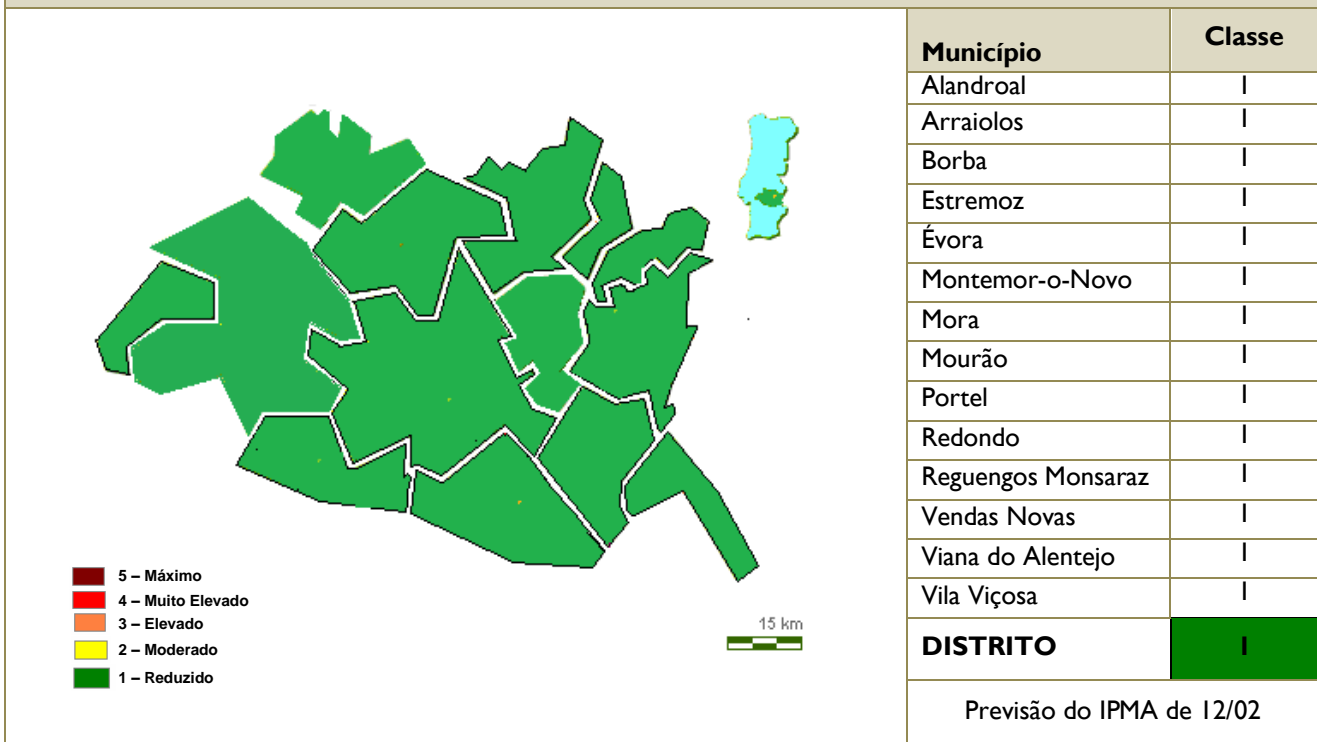 Município Classe
Alandroal 1
Arraiolos 1
Borba 1
Estremoz 1
Évora 1
Montemor-o-Novo 1
Mora 1
Mourão 1
Portel 1
Redondo 1
Reguengos Monsaraz 1
Vendas Novas 1
Viana do Alentejo 1
Vila Viçosa 1
DISTRITO 1
Previsão do IPMA de 12/02
5 – Máximo
4 – Muito Elevado
3 – Elevado
2 – Moderado
1 – Reduzido
15 km